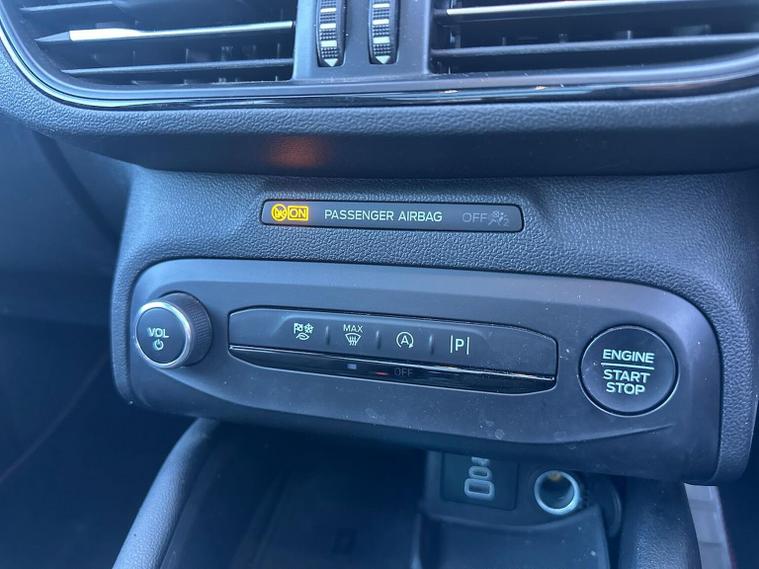 ON PASSENGER AIRBAG OFF
VOL
MAX
A
P
OFF
ENGINE
START
STOP